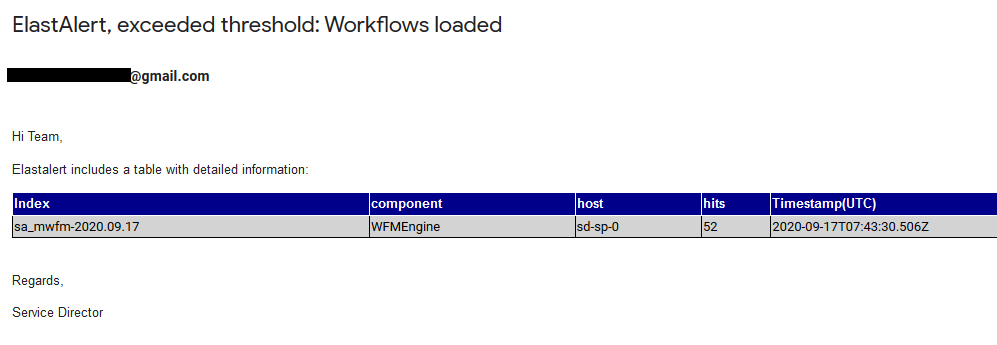 ElastAlert, exceeded threshold: Workflows loaded
@gmail.com
Hi Team,
Elastalert includes a table with detailed information:
Index component host hits Timestamp(UTC)
sa_mwfm-2020.09.17 WFMEngine sd-sp-0 52 2020-09-17T07:43:30.506Z
Regards,
Service Director